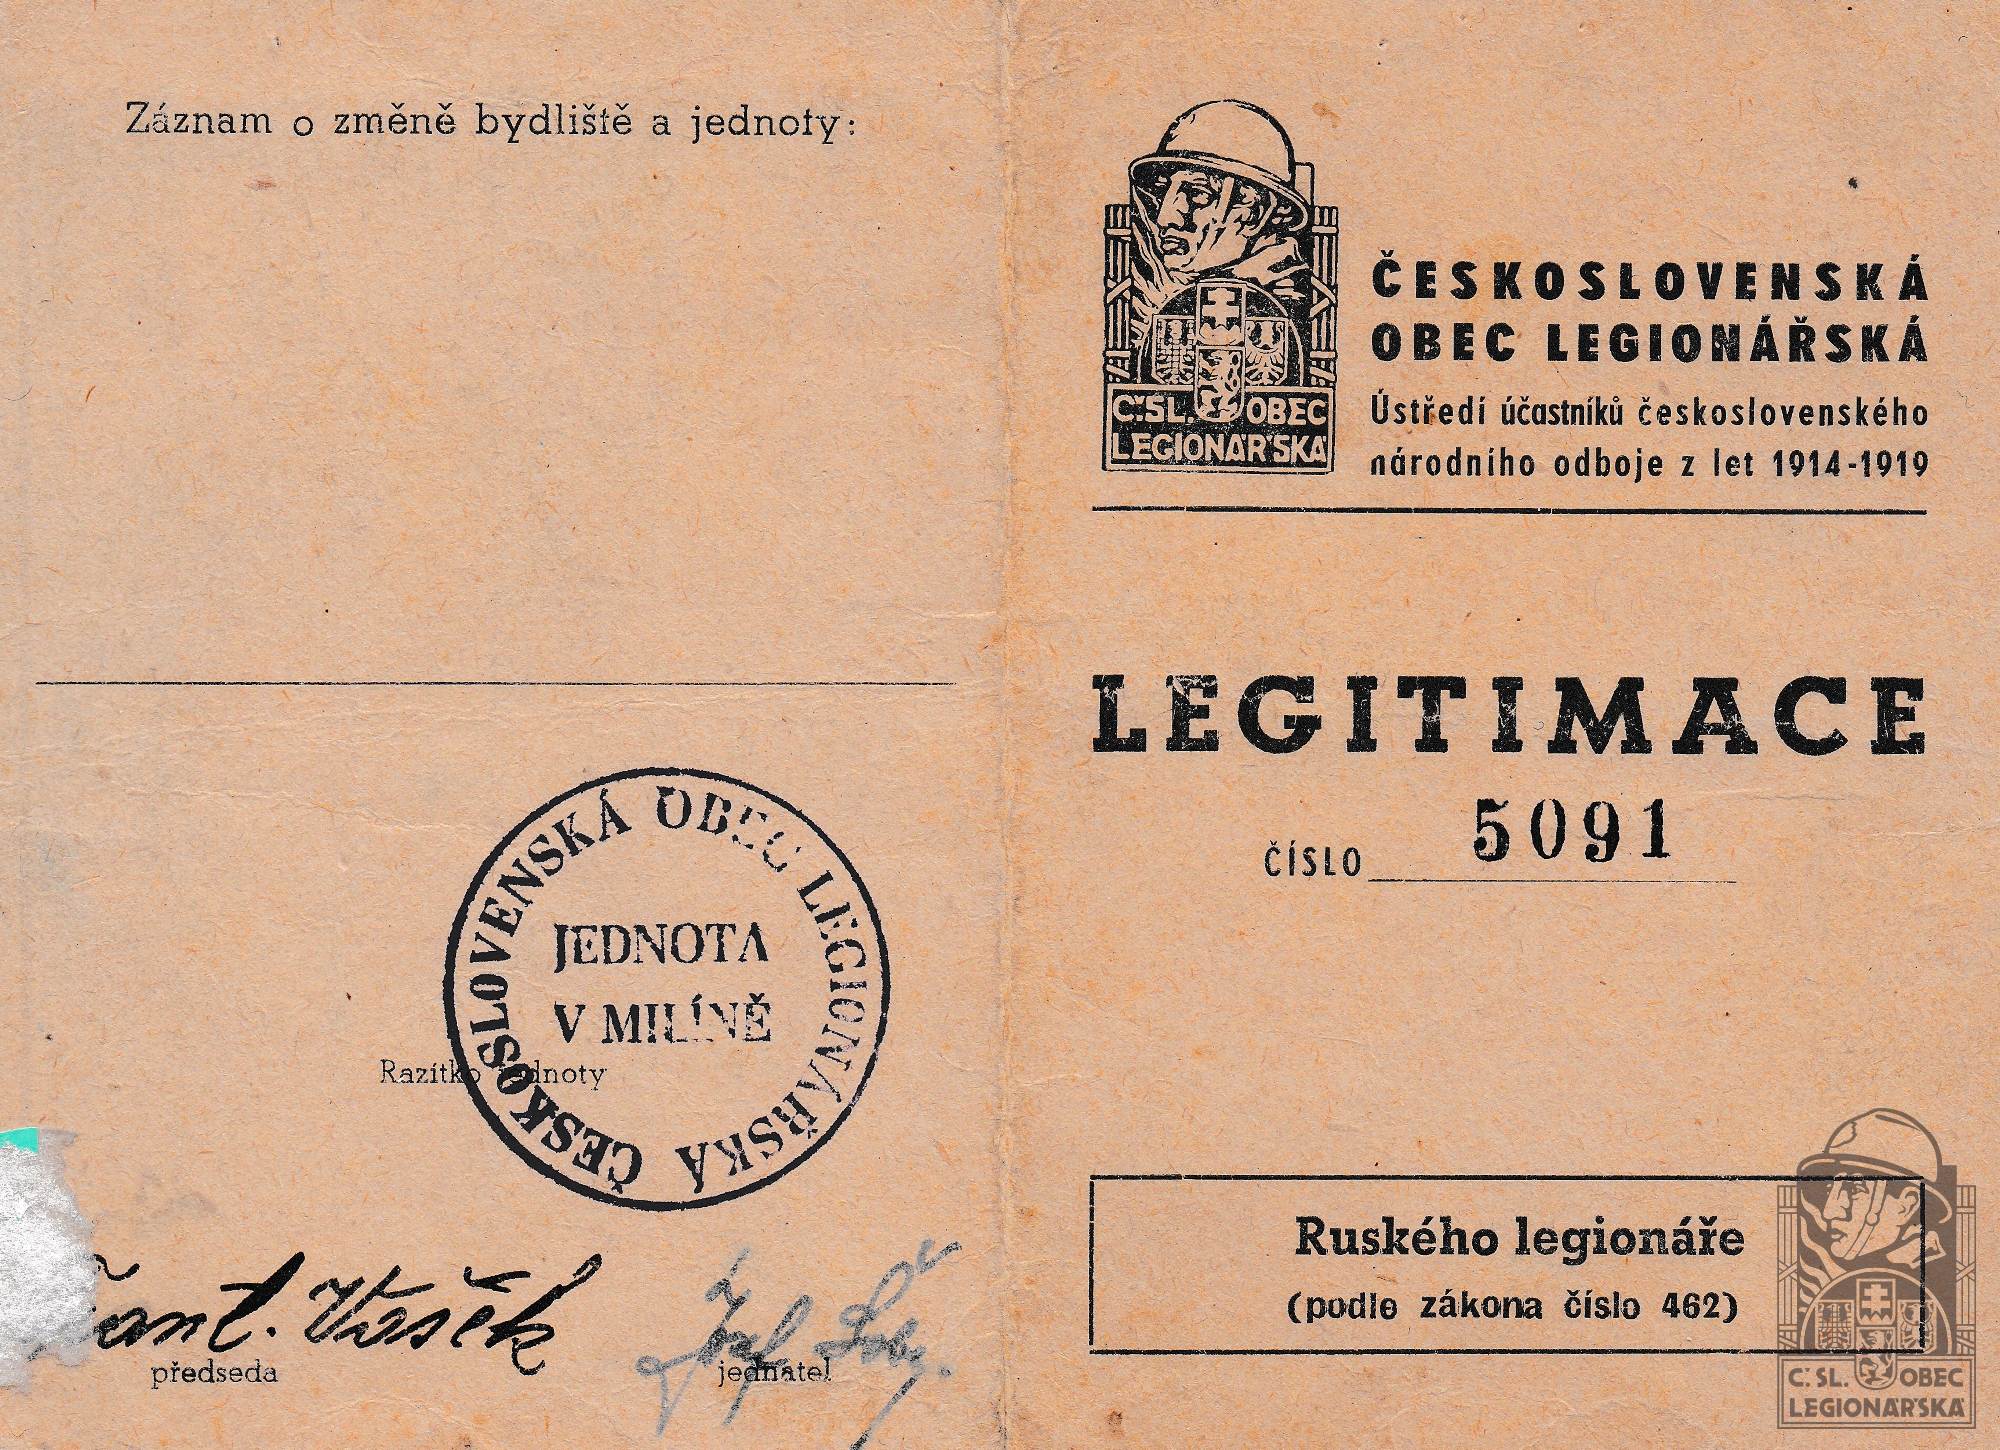 Záznam o změně bydliště a jednoty:
ČESKOSLOVENSKÁ OBEC LEGIONÁŘSKÁ
JEDNOTA
V MILÍNĚ
Razítko jednoty
Vašek
předseda
Josef
jednatel
Č.SL. OBEC
LEGIONÁŘSKÁ
ČESKOSLOVENSKÁ
OBEC LEGIONÁŘSKÁ
Ústředí účastníků československého
národního odboje z let 1914-1919
LEGITIMACE
ČÍSLO 5091
Ruského legionáře
(podle zákona číslo 462)
Č.SL. OBEC
LEGIONÁŘSKÁ